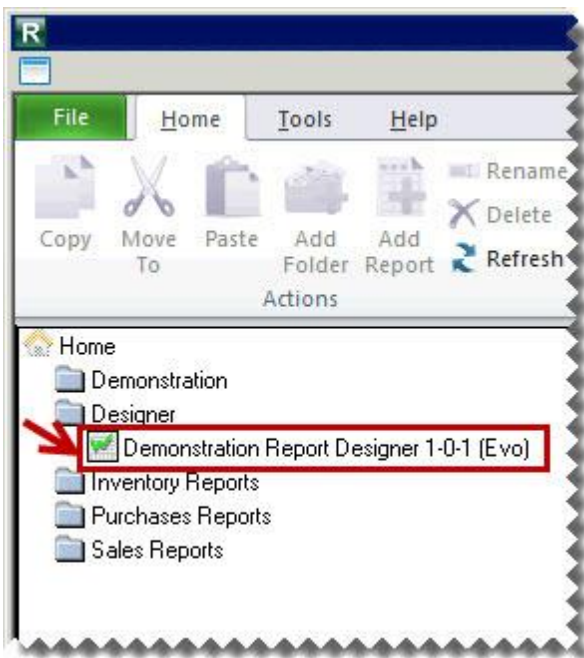 R
File Home Tools Help
Copy Move To Paste Add Folder Add Report Rename
Delete
Refresh
Actions
Home
Demonstration
Designer
Demonstration Report Designer 1-0-1 (Evo)
Inventory Reports
Purchases Reports
Sales Reports